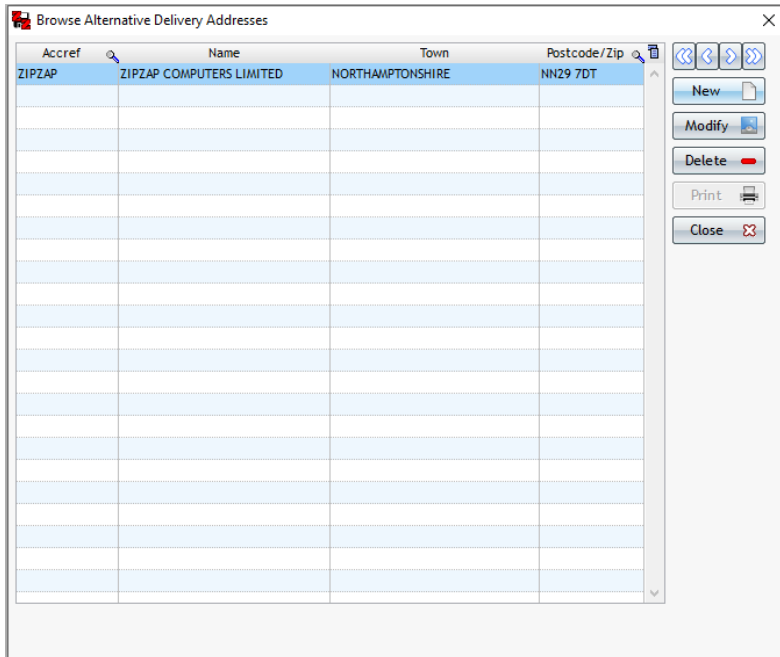 Browse Alternative Delivery Addresses
Accref Name Town Postcode/Zip
ZIPZAP ZIPZAP COMPUTERS LIMITED NORTHAMPTONSHIRE NN29 7DT
New
Modify
Delete
Print
Close